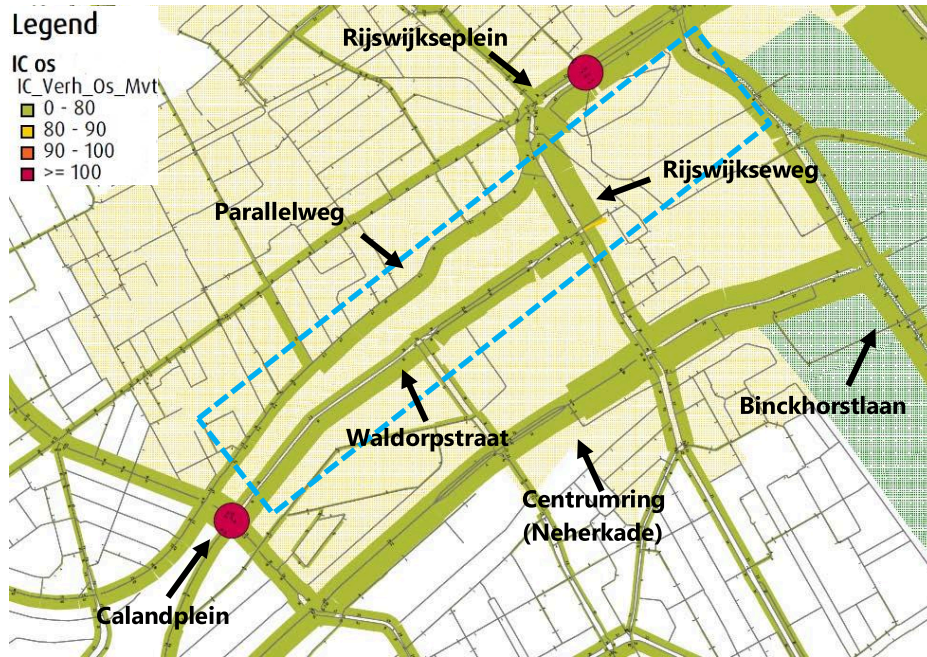 Legend
IC os
IC_Verh_Os_Mvt
0 - 80
80 - 90
90 - 100
>= 100
Rijswijkseplein
Rijswijkseweg
Parallelweg
Waldorpstraat
Binckhorstlaan
Centrumring
(Neherkade)
Calandplein